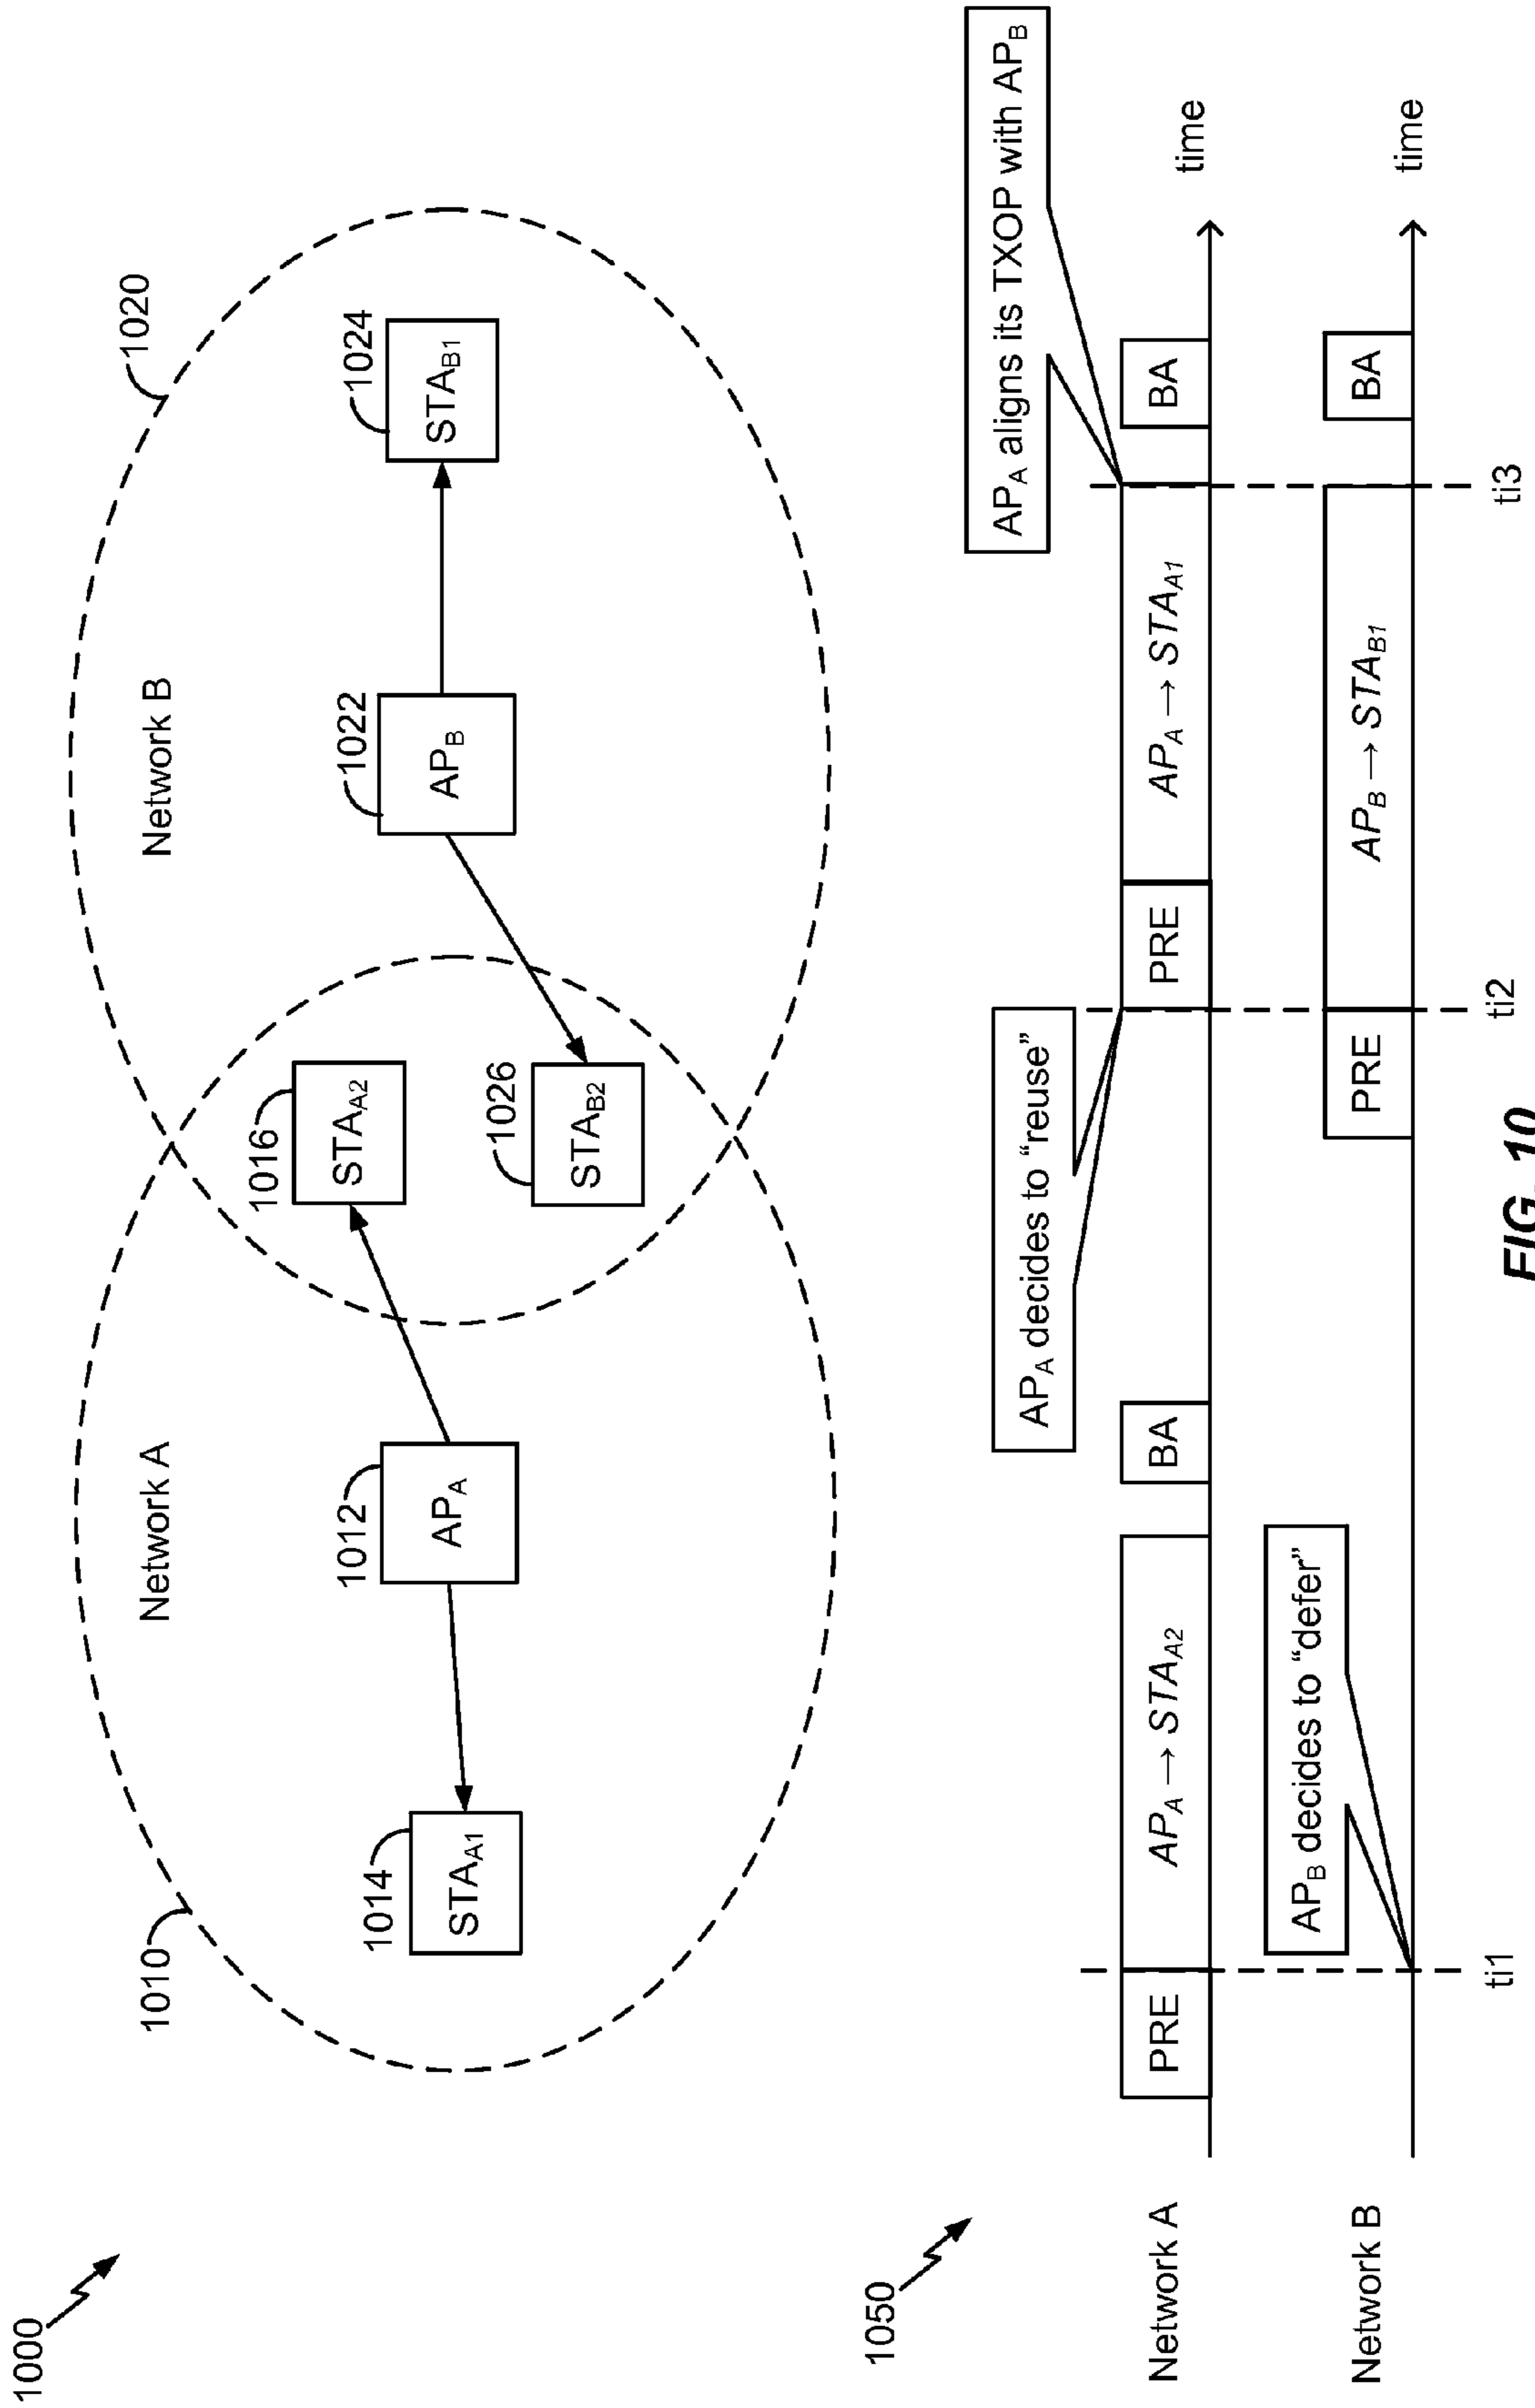 1000
1010
Network A
Network B
1020
1014
STA_A1
1012
AP_A
1016
STA_A2
1026
STA_B2
1022
AP_B
1024
STA_B1
1050
AP_A decides to “reuse”
AP_A aligns its TXOP with AP_B
Network A
PRE
AP_A → STA_A2
BA
PRE
AP_A → STA_A1
BA
time
AP_B decides to “defer”
Network B
PRE
AP_B → STA_B1
BA
time
ti1
ti2
ti3
FIG. 10